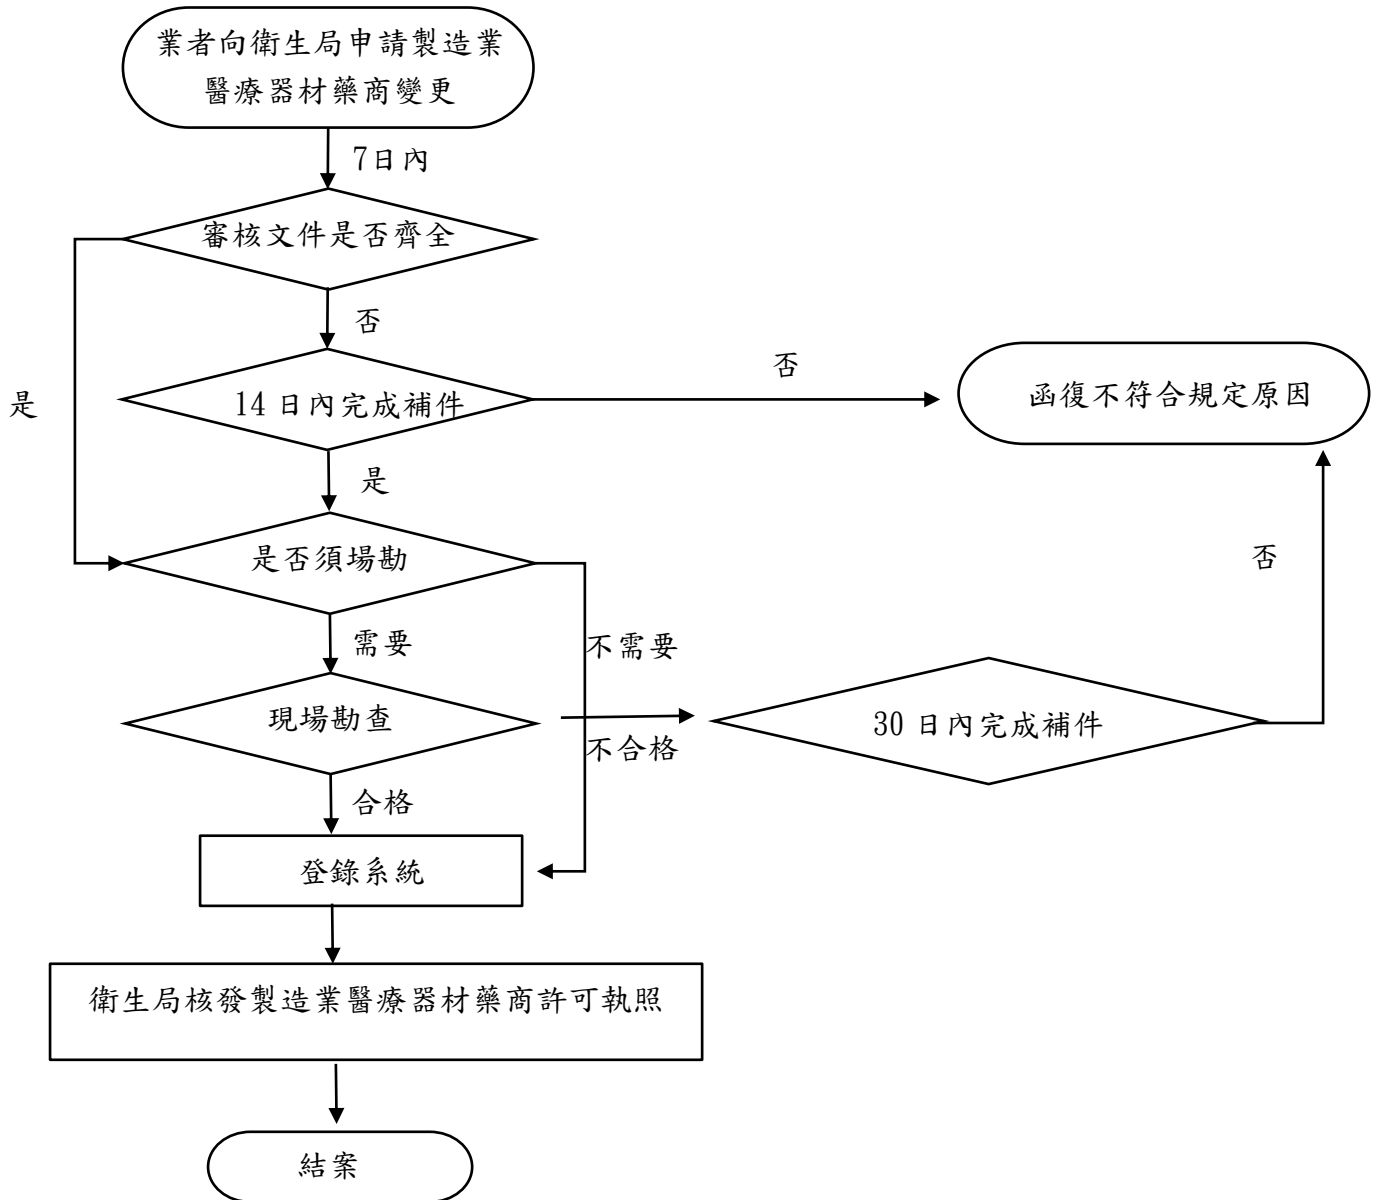 業者向衛生局申請製造業
醫療器材藥商變更
7日內
審核文件是否齊全
否
是
14 日內完成補件
否
函復不符合規定原因
是
是否須場勘
否
需要
不需要
現場勘查
30 日內完成補件
不合格
合格
登錄系統
衛生局核發製造業醫療器材藥商許可執照
結案